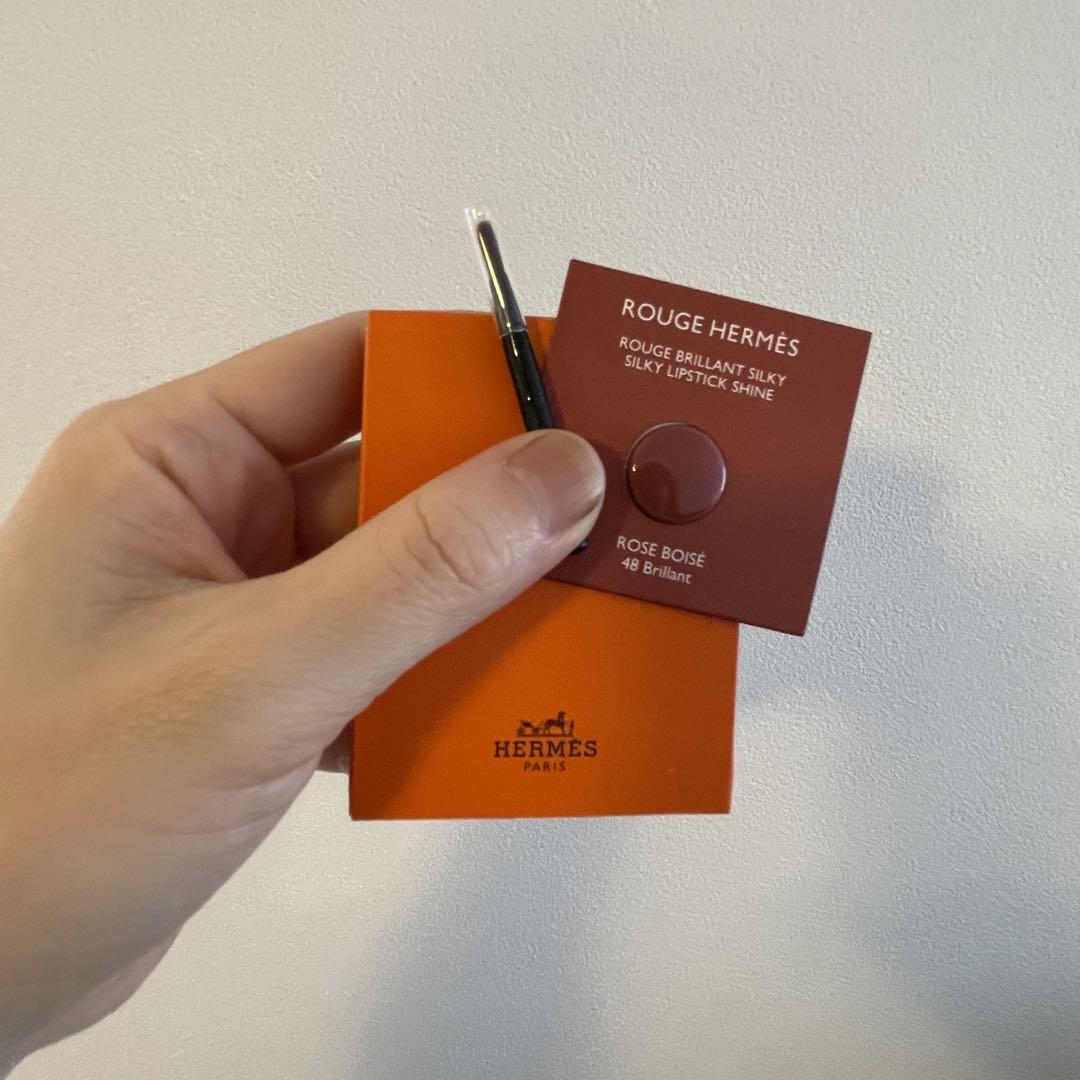 ROUGE HERMÈS
ROUGE BRILLANT SILKY
SILKY LIPSTICK SHINE
ROSE BOISÉ
48 Brillant
HERMÈS
PARIS